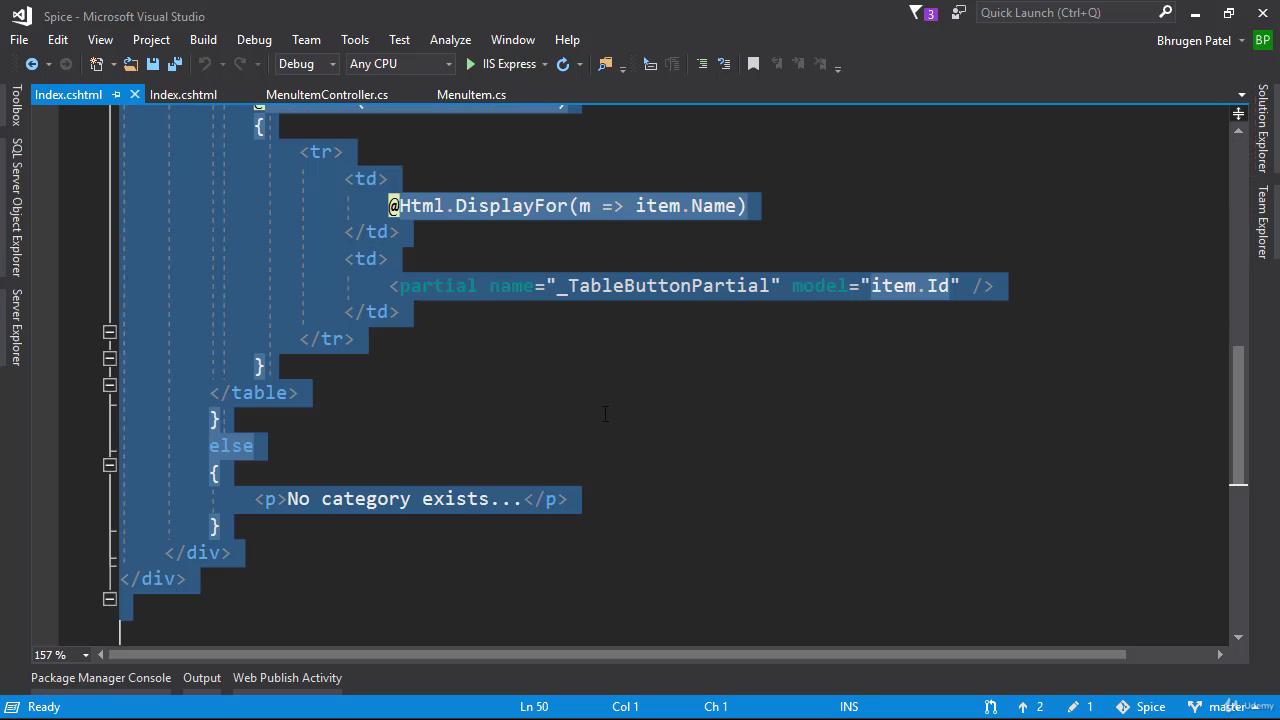 Spice - Microsoft Visual Studio
3
Quick Launch (Ctrl+Q)
File Edit View Project Build Debug Team Tools Test Analyze Window Help
Bhrugen Patel BP
Debug Any CPU IIS Express
Index.cshtml Index.cshtml MenuItemController.cs MenuItem.cs
Toolbox
SQL Server Object Explorer
Server Explorer
Solution Explorer
Team Explorer
{
<tr>
<td>
@Html.DisplayFor(m => item.Name)
</td>
<td>
<partial name="_TableButtonPartial" model="item.Id" />
</td>
</tr>
}
</table>
}
else
{
<p>No category exists...</p>
}
</div>
</div>
157 %
Package Manager Console Output Web Publish Activity
Ready Ln 50 Col 1 Ch 1 INS 2 1 Spice master
Udemy